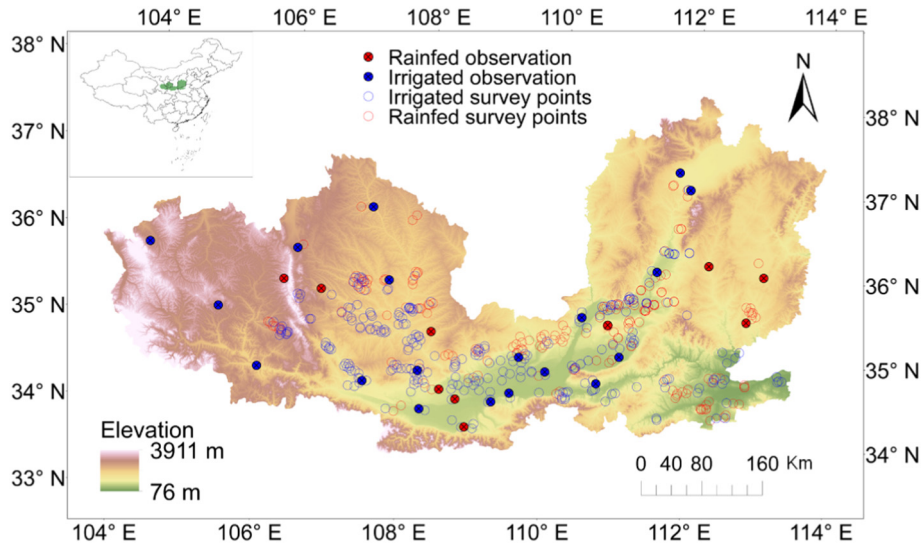 104° E 106° E 108° E 110° E 112° E 114° E
38° N
37° N
36° N
35° N
34° N
33° N
Rainfed observation
Irrigated observation
Irrigated survey points
Rainfed survey points
N
38° N
37° N
36° N
35° N
34° N
Elevation
3911 m
76 m
0 40 80 160 Km
104° E 106° E 108° E 110° E 112° E 114° E